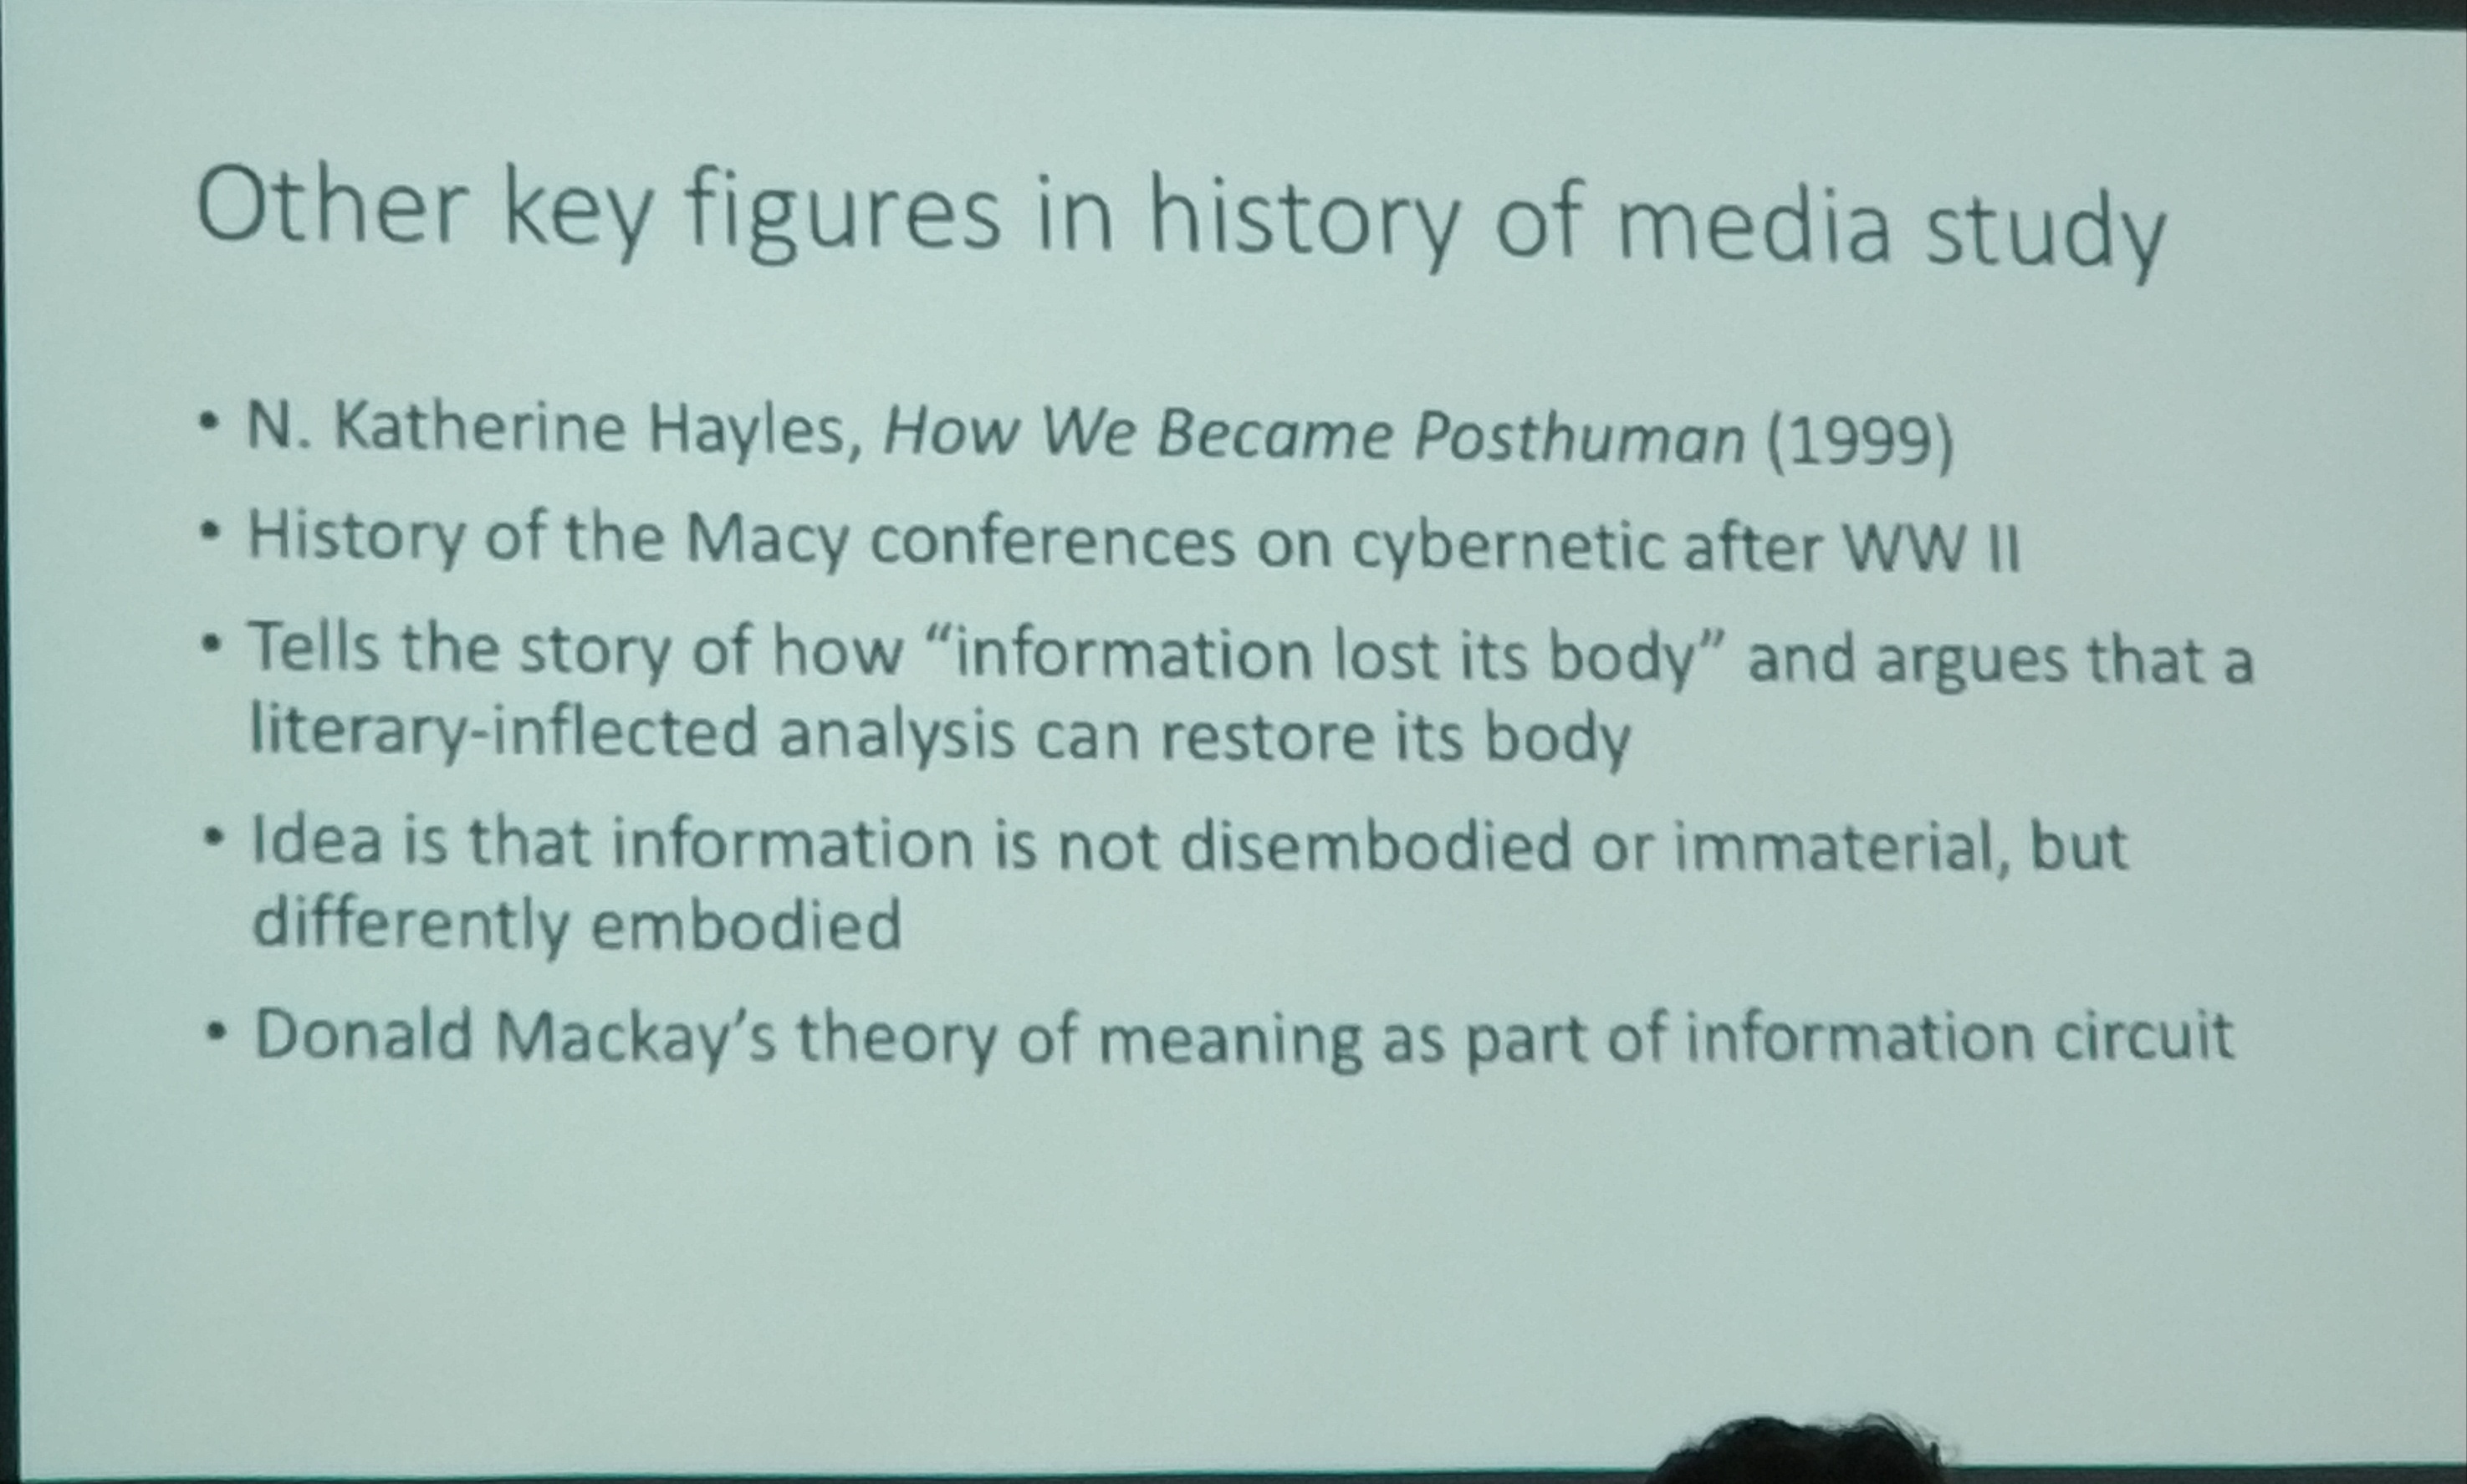 Other key figures in history of media study
• N. Katherine Hayles, How We Became Posthuman (1999)
• History of the Macy conferences on cybernetic after WW II
• Tells the story of how “information lost its body” and argues that a
literary-inflected analysis can restore its body
• Idea is that information is not disembodied or immaterial, but
differently embodied
• Donald Mackay’s theory of meaning as part of information circuit